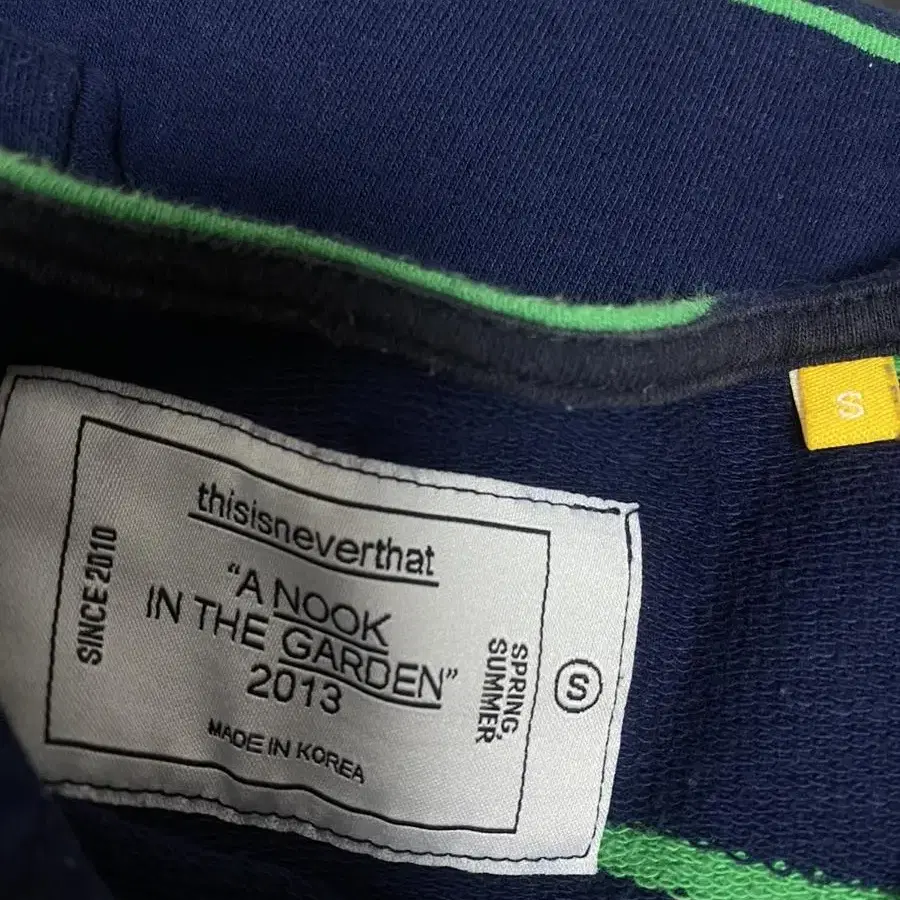 thisisneverthat
"A NOOK
IN THE GARDEN"
2013
MADE IN KOREA
SINCE 2010
SPRING,
SUMMER
S
S